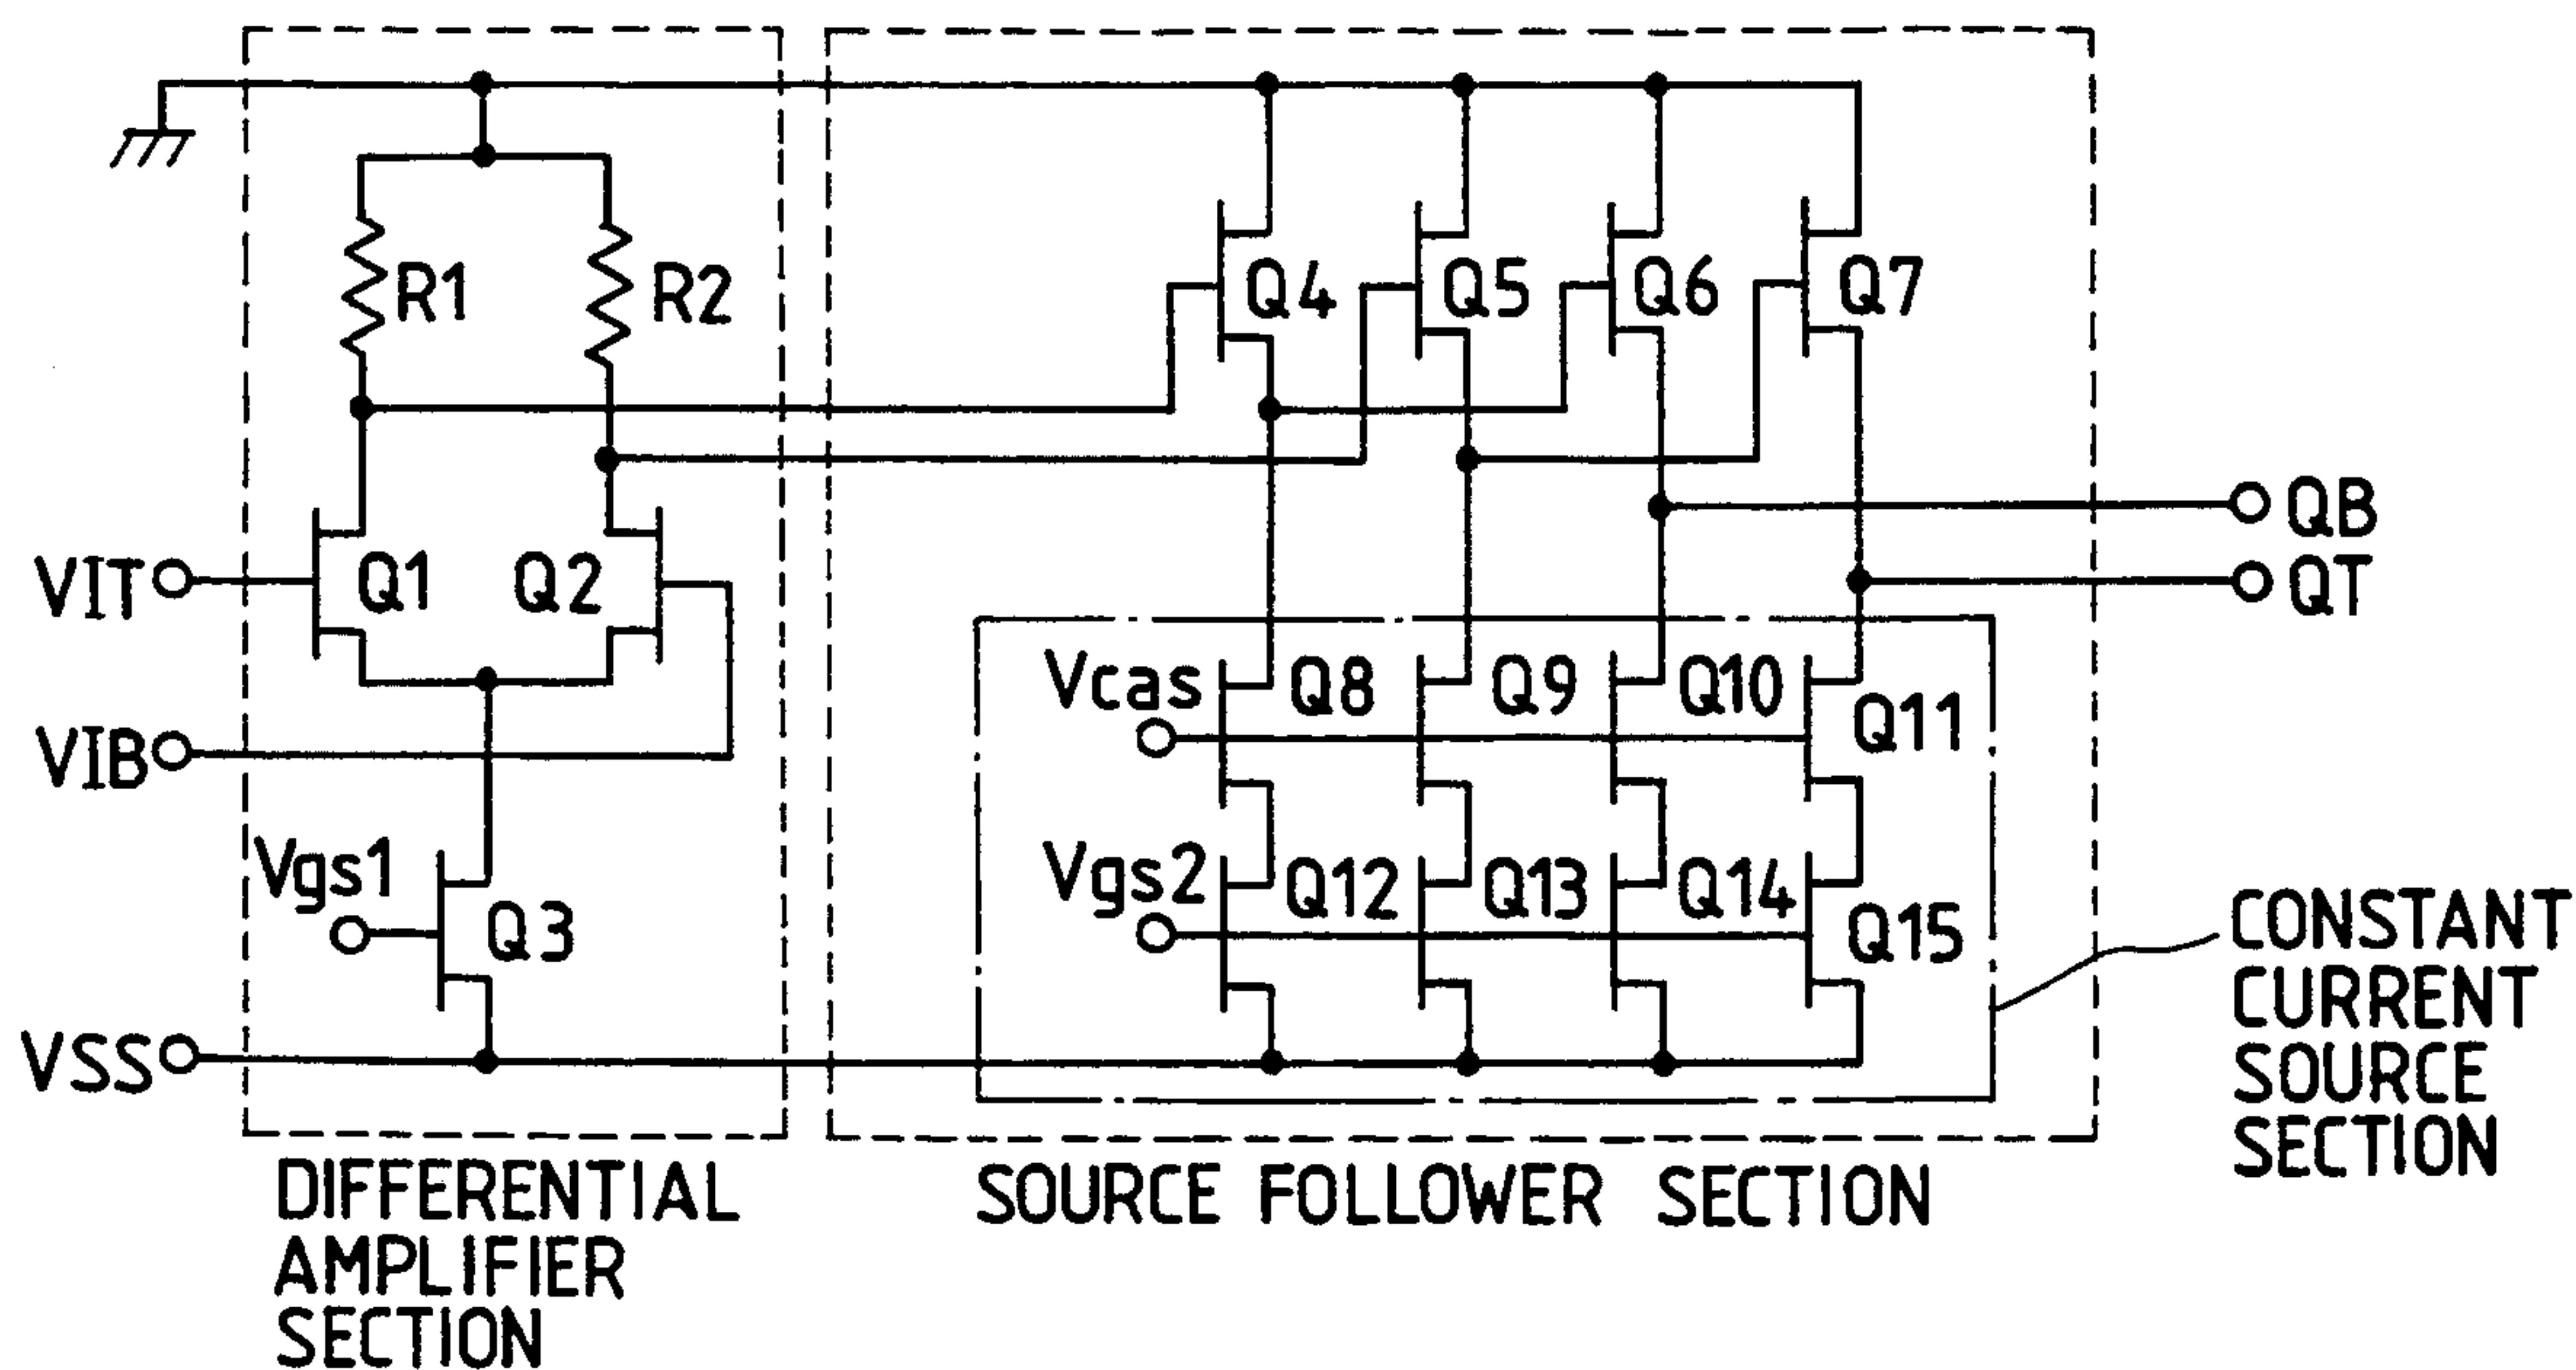 R1
R2
Q4
Q5
Q6
Q7
QB
QT
VIT
Q1
Q2
VIB
Vcas
Q8
Q9
Q10
Q11
Vgs1
Q3
Vgs2
Q12
Q13
Q14
Q15
VSS
CONSTANT
CURRENT
SOURCE
SECTION
DIFFERENTIAL
AMPLIFIER
SECTION
SOURCE FOLLOWER SECTION